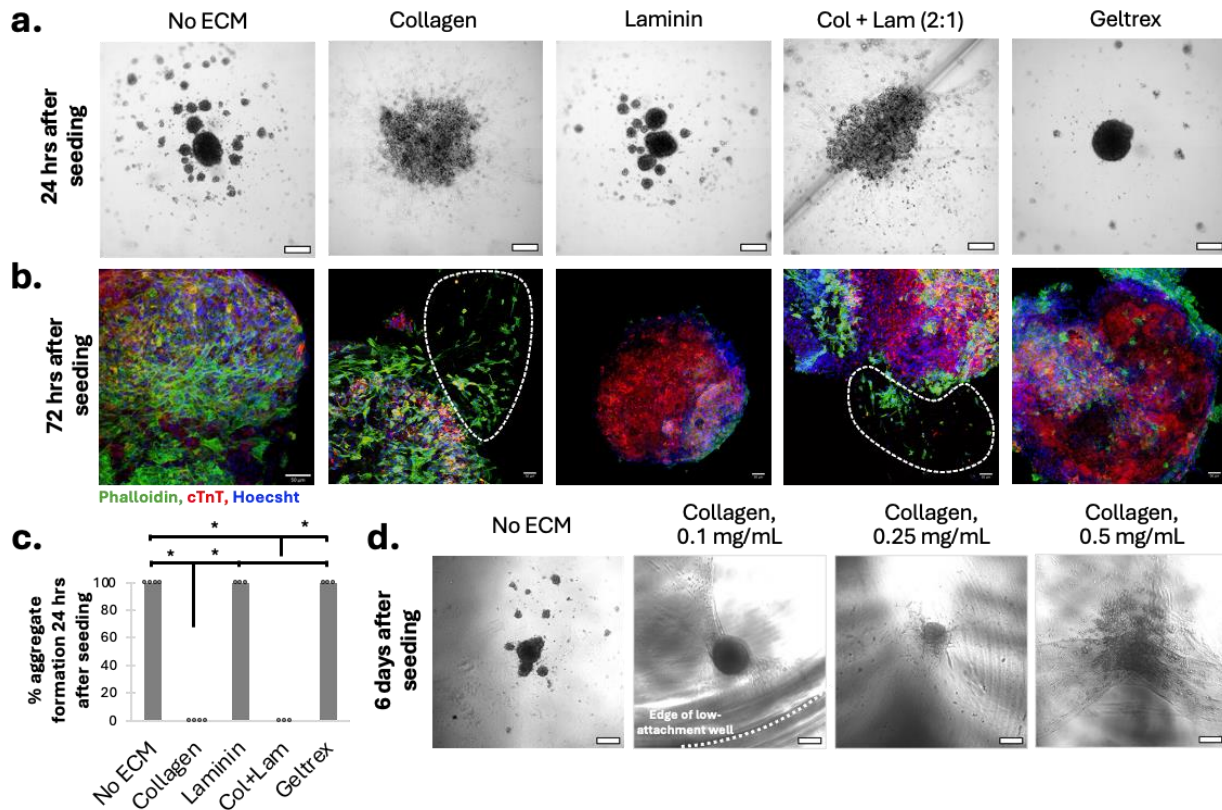 a.
No ECM
Collagen
Laminin
Col + Lam (2:1)
Geltrex
24 hrs after
seeding
b.
72 hrs after
seeding
Phalloidin, cTnT, Hoecsht
c.
* *
* *
% aggregate
formation 24 hrs
after seeding
100
80
60
40
20
0
No ECM
Collagen
Laminin
Col+Lam
Geltrex
d.
No ECM
Collagen,
0.1 mg/mL
Collagen,
0.25 mg/mL
Collagen,
0.5 mg/mL
6 days after
seeding
Edge of low-
attachment well